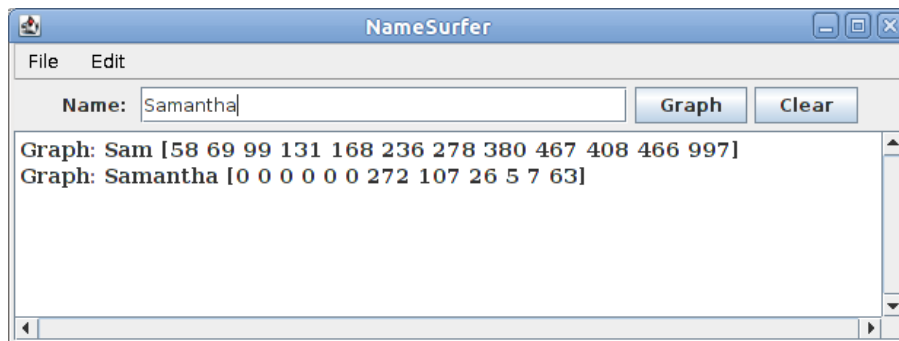 NameSurfer
File Edit
Name: Samantha Graph Clear
Graph: Sam [58 69 99 131 168 236 278 380 467 408 466 997]
Graph: Samantha [0 0 0 0 0 0 272 107 26 5 7 63]